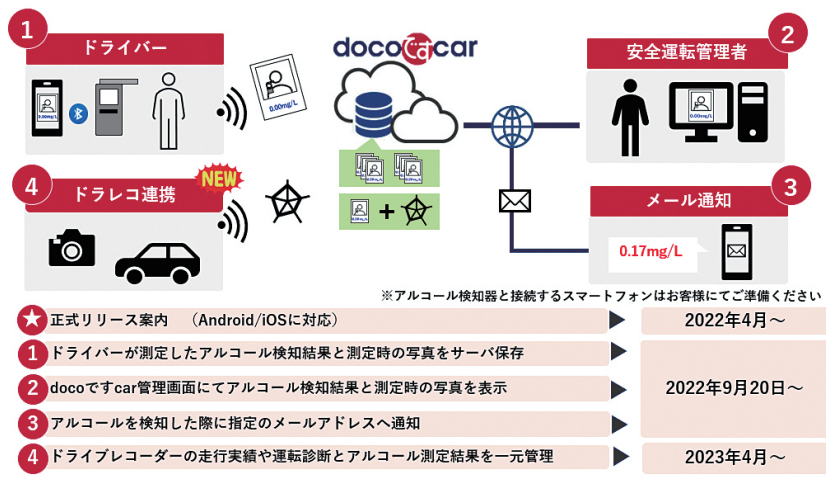 1
ドライバー
0.00mg/L
0.00mg/L
docoですcar
2
安全運転管理者
0.00mg/L
4
ドラレコ連携
NEW
3
メール通知
0.17mg/L
※アルコール検知器と接続するスマートフォンはお客様にてご準備ください
★ 正式リリース案内 （Android/iOSに対応） 2022年4月～
1 ドライバーが測定したアルコール検知結果と測定時の写真をサーバ保存
2 docoですcar管理画面にてアルコール検知結果と測定時の写真を表示 2022年9月20日～
3 アルコールを検知した際に指定のメールアドレスへ通知
4 ドライブレコーダーの走行実績や運転診断とアルコール測定結果を一元管理 2023年4月～